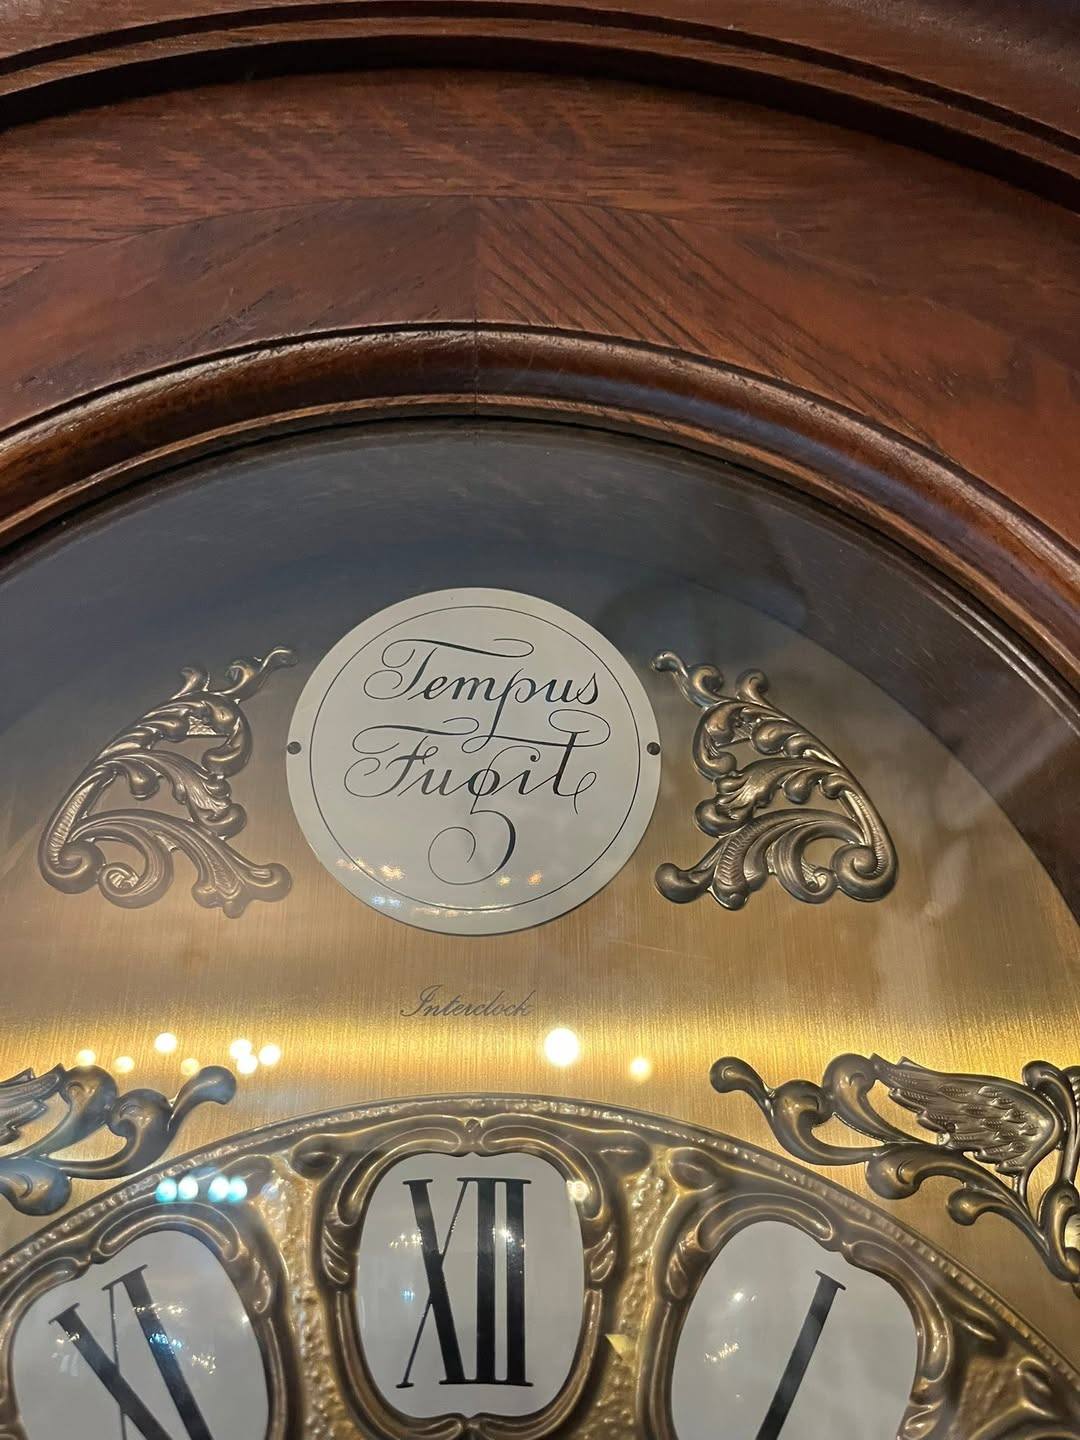 Tempus
Fugit
Interclock
XII
XI
I